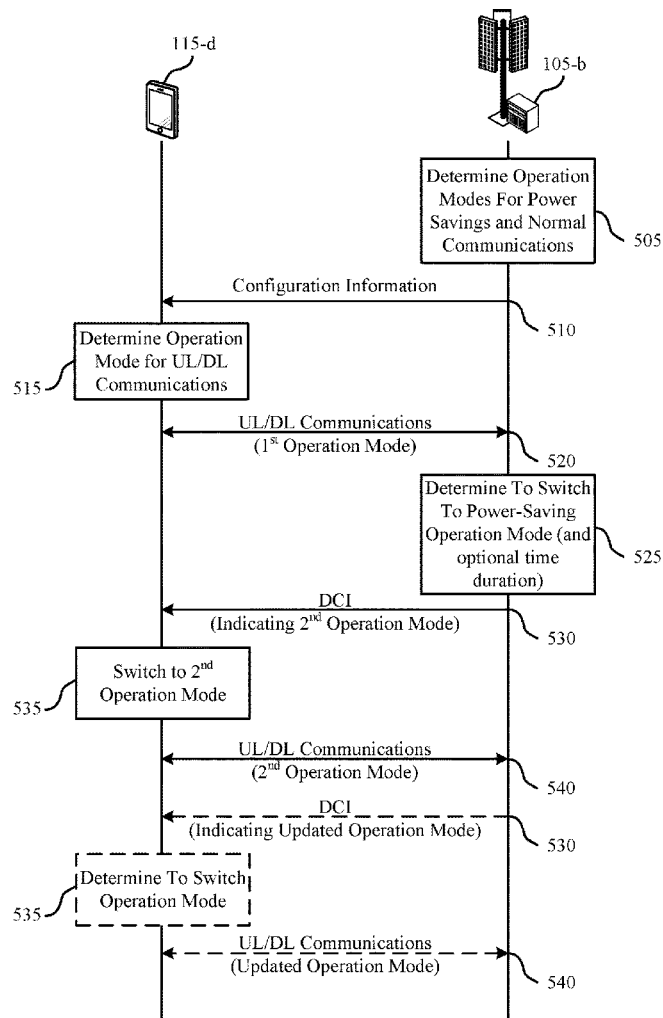 115-d
105-b
Determine Operation
Modes For Power
Savings and Normal
Communications
505
Configuration Information
510
Determine Operation
Mode for UL/DL
Communications
515
UL/DL Communications
(1st Operation Mode)
520
Determine To Switch
To Power-Saving
Operation Mode (and
optional time
duration)
525
DCI
(Indicating 2nd Operation Mode)
530
Switch to 2nd
Operation Mode
535
UL/DL Communications
(2nd Operation Mode)
540
DCI
(Indicating Updated Operation Mode)
530
Determine To Switch
Operation Mode
535
UL/DL Communications
(Updated Operation Mode)
540